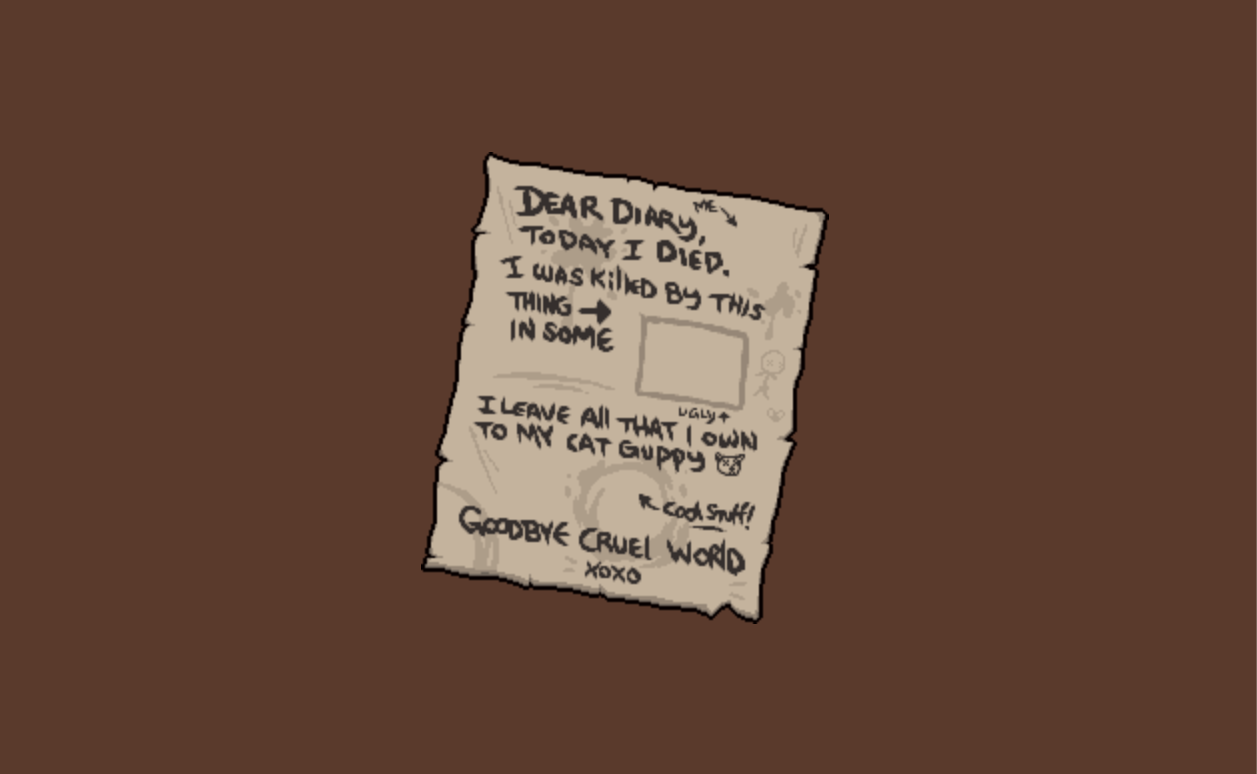 ME
DEAR DIARY,
TODAY I DIED.
I WAS KillED BY THIS
THING →
IN SOME
UGLY↑
I LEAVE All THAT I OWN
TO MY CAT GUPPY
↖ Cool Stuff!
GOODBYE CRUEl WORlD
XOXO